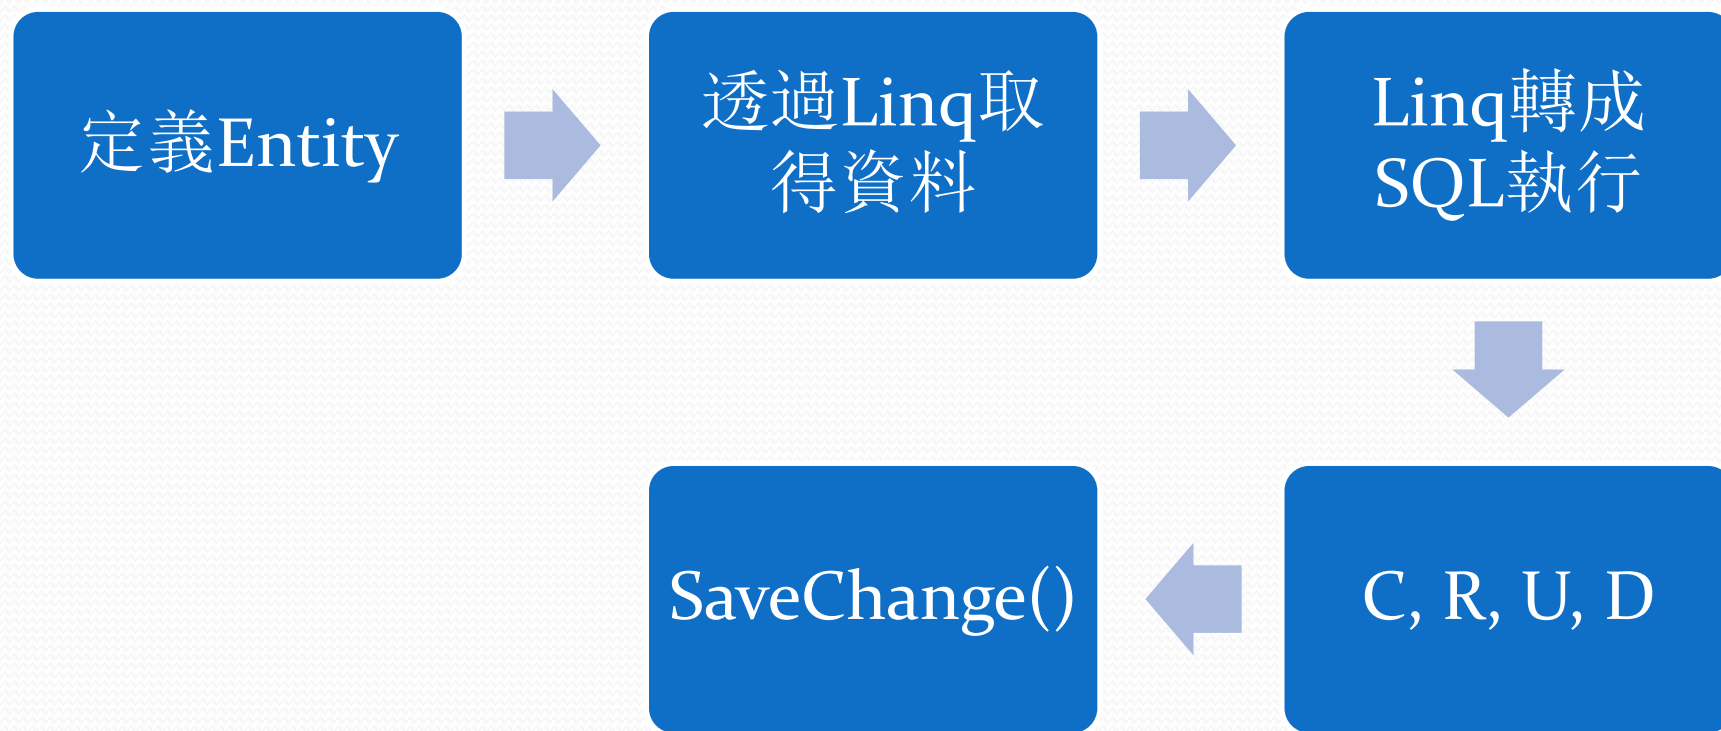 定義Entity
透過Linq取
得資料
Linq轉成
SQL執行
C, R, U, D
SaveChange()